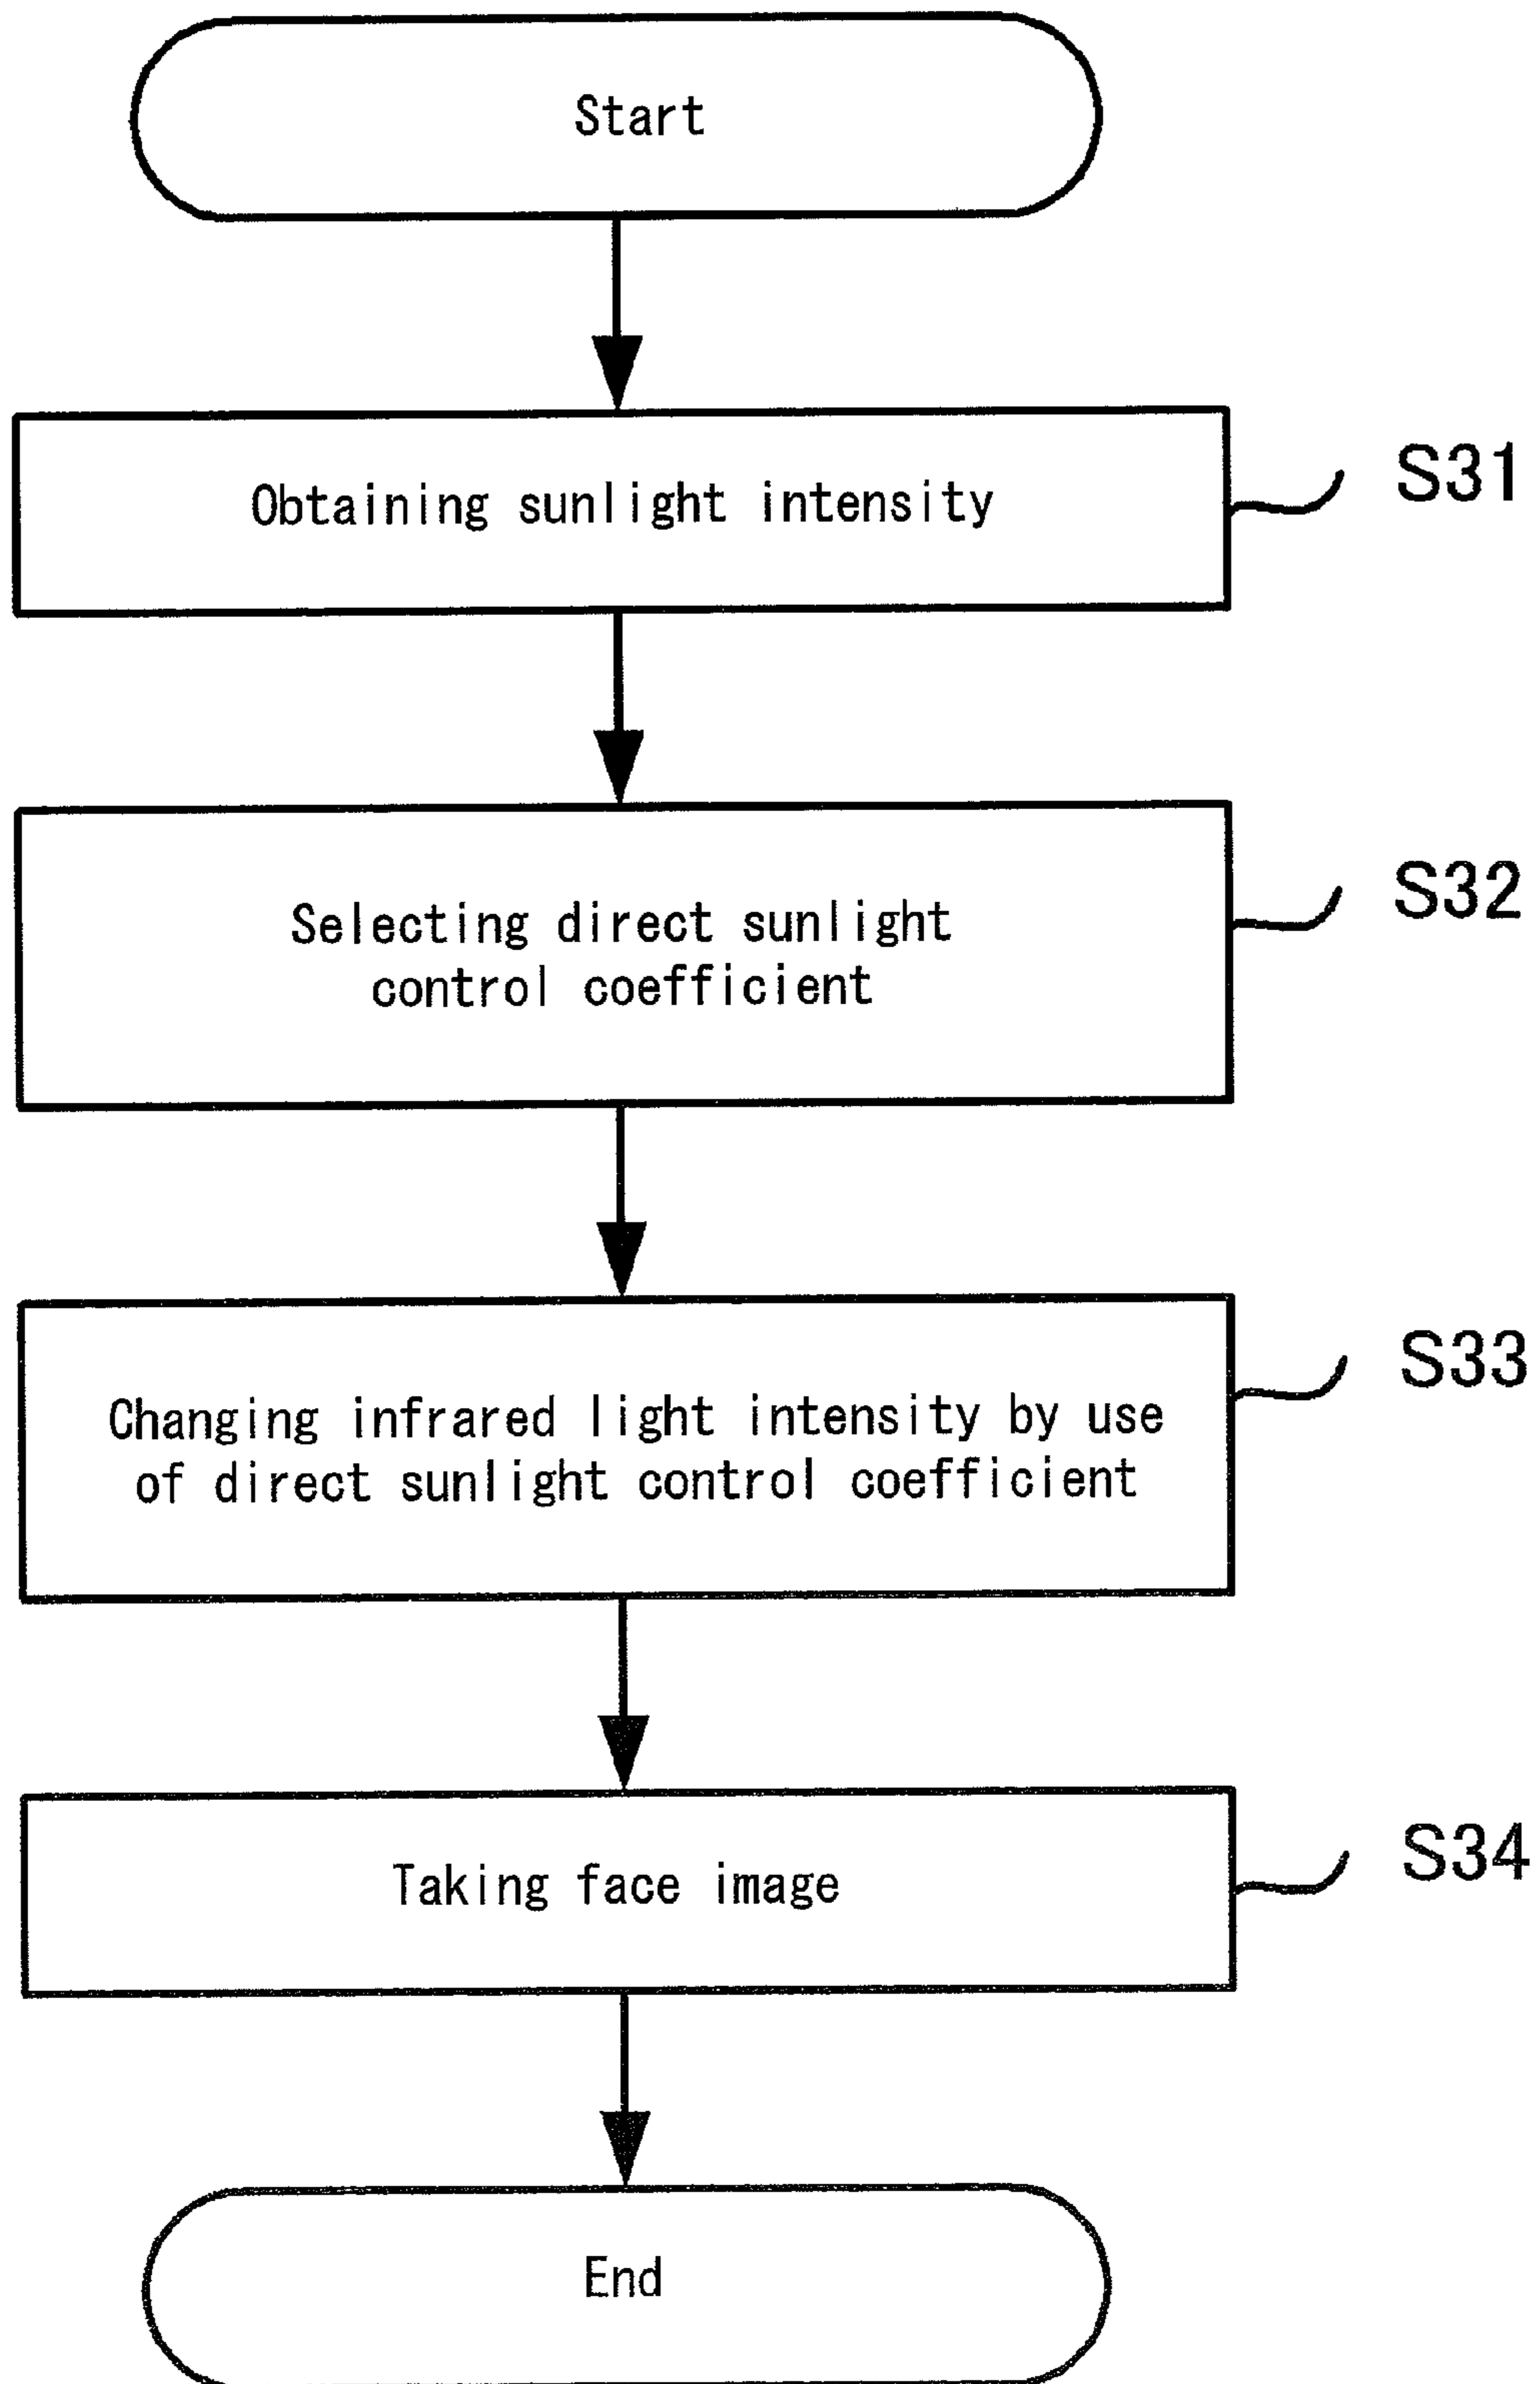 Start
Obtaining sunlight intensity
S31
Selecting direct sunlight
control coefficient
S32
Changing infrared light intensity by use
of direct sunlight control coefficient
S33
Taking face image
S34
End